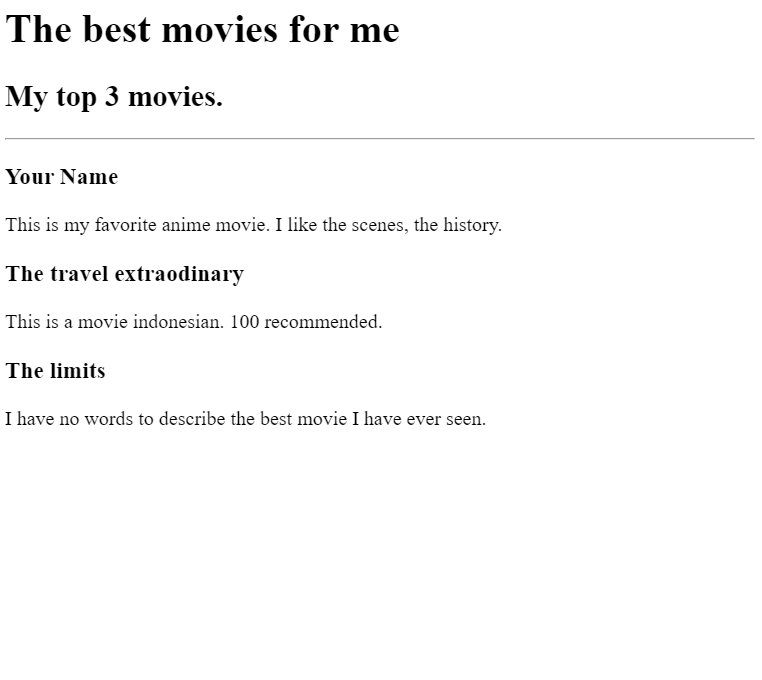 The best movies for me
My top 3 movies.
Your Name
This is my favorite anime movie. I like the scenes, the history.
The travel extraodinary
This is a movie indonesian. 100 recommended.
The limits
I have no words to describe the best movie I have ever seen.